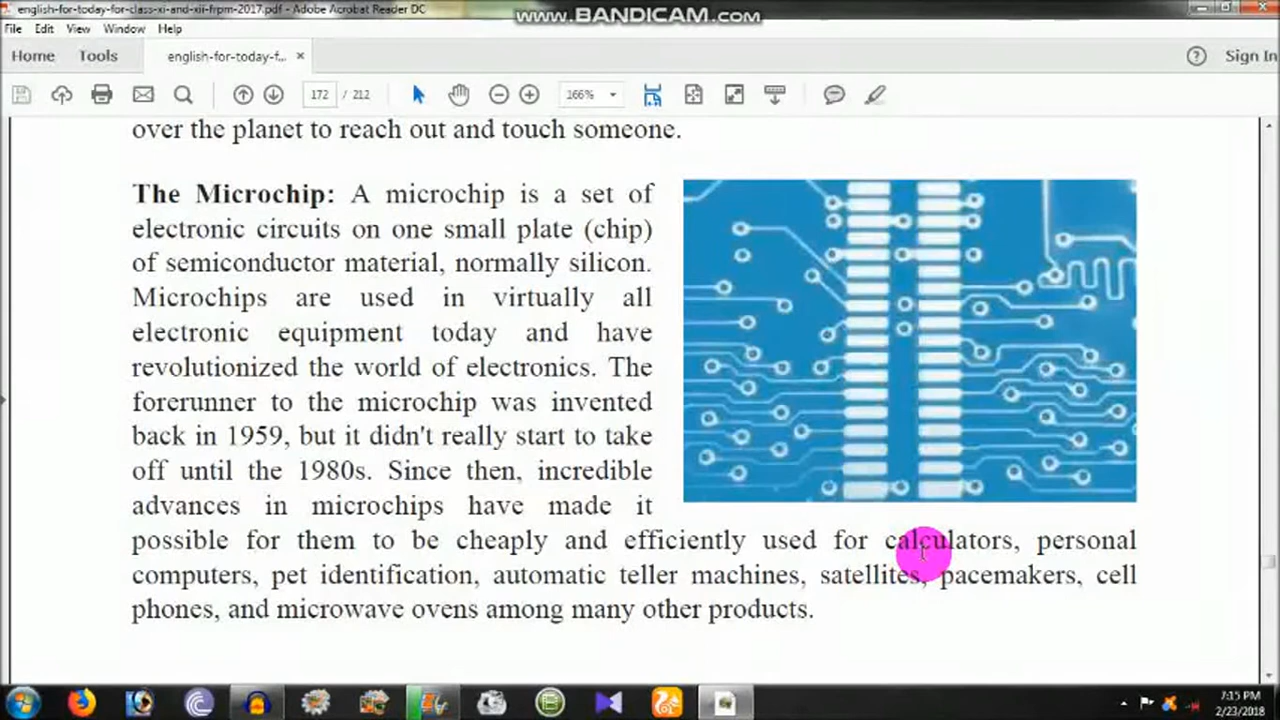 english-for-today-for-class-xi-and-xii-frpm-2017.pdf - Adobe Acrobat Reader DC
www.BANDICAM.com
File Edit View Window Help
Home Tools english-for-today-f... × Sign In
172 / 212 166%
over the planet to reach out and touch someone.
The Microchip: A microchip is a set of
electronic circuits on one small plate (chip)
of semiconductor material, normally silicon.
Microchips are used in virtually all
electronic equipment today and have
revolutionized the world of electronics. The
forerunner to the microchip was invented
back in 1959, but it didn't really start to take
off until the 1980s. Since then, incredible
advances in microchips have made it
possible for them to be cheaply and efficiently used for calculators, personal
computers, pet identification, automatic teller machines, satellites, pacemakers, cell
phones, and microwave ovens among many other products.
7:15 PM
2/23/2018